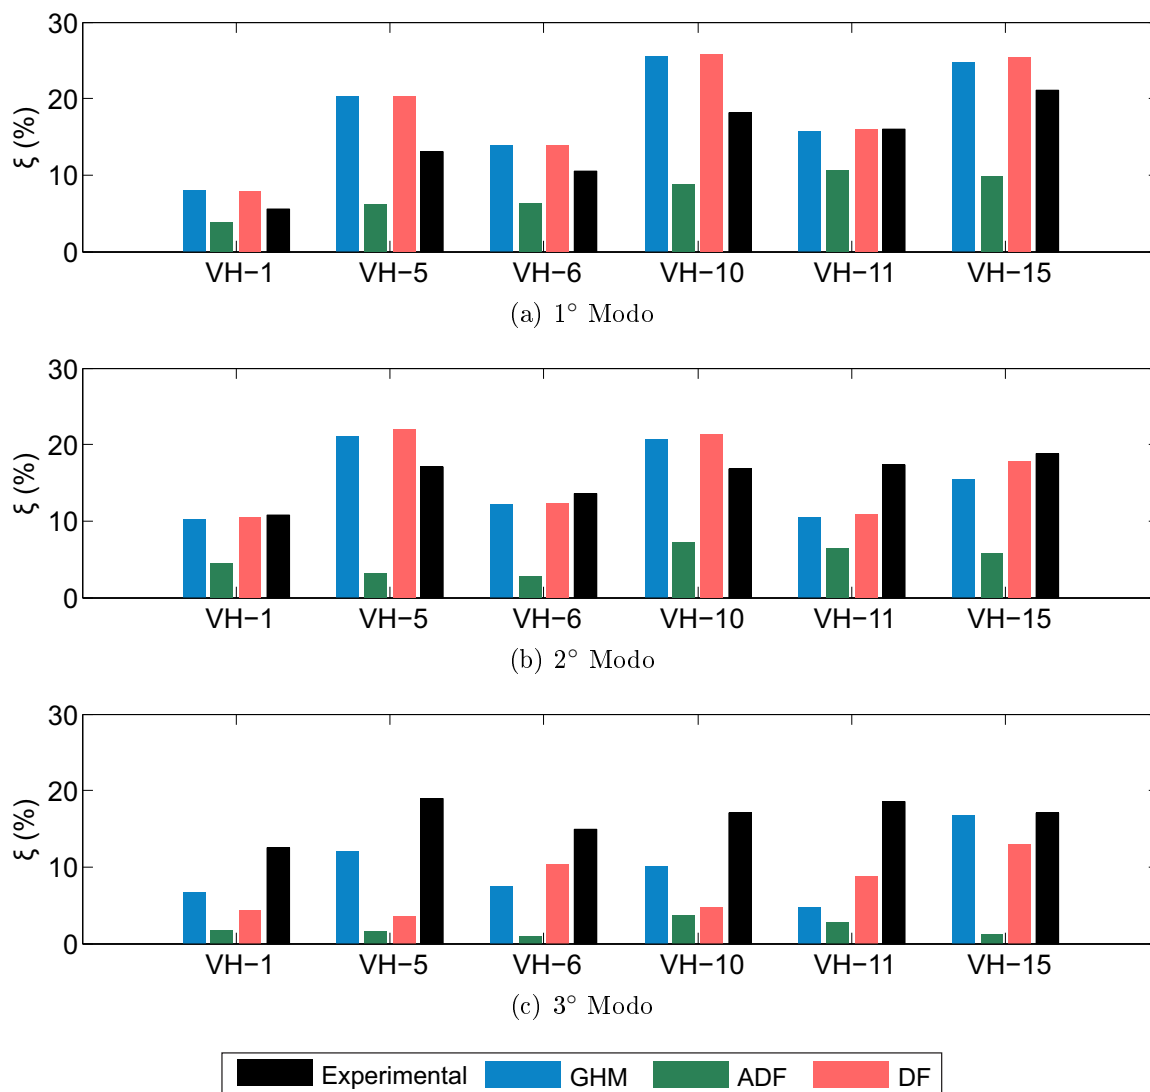 30
20
10
0
ξ (%)
VH−1 VH−5 VH−6 VH−10 VH−11 VH−15
(a) 1° Modo
30
20
10
0
ξ (%)
VH−1 VH−5 VH−6 VH−10 VH−11 VH−15
(b) 2° Modo
30
20
10
0
ξ (%)
VH−1 VH−5 VH−6 VH−10 VH−11 VH−15
(c) 3° Modo
Experimental GHM ADF DF